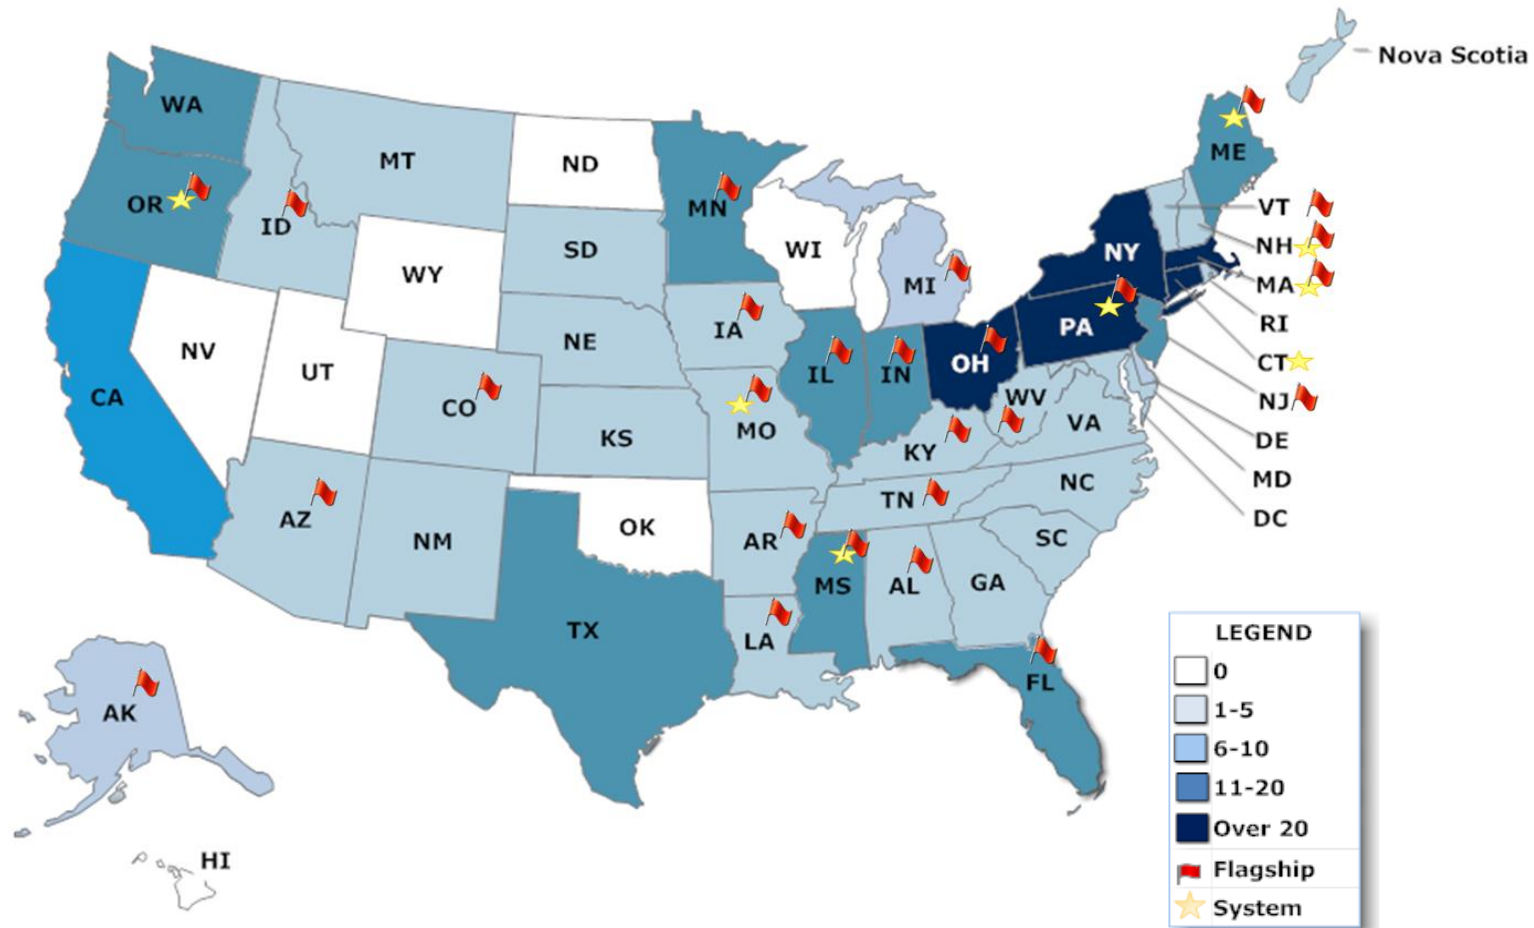 Nova Scotia
WA
ME
MT
ND
OR
MN
VT
ID
SD
WI
NY
NH
WY
MI
MA
IA
PA
RI
NE
NV
UT
IL
IN
OH
CT
CA
CO
WV
NJ
KS
MO
KY
VA
DE
TN
NC
MD
AZ
NM
OK
AR
SC
DC
MS
AL
GA
TX
LA
FL
AK
HI
LEGEND
0
1-5
6-10
11-20
Over 20
Flagship
System